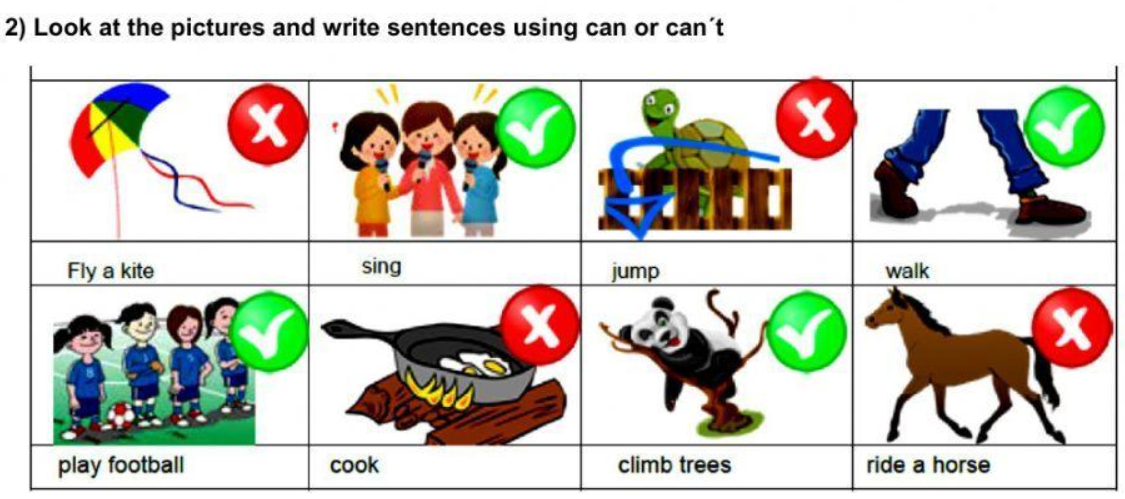 2) Look at the pictures and write sentences using can or can´t
Fly a kite
sing
jump
walk
play football
cook
climb trees
ride a horse